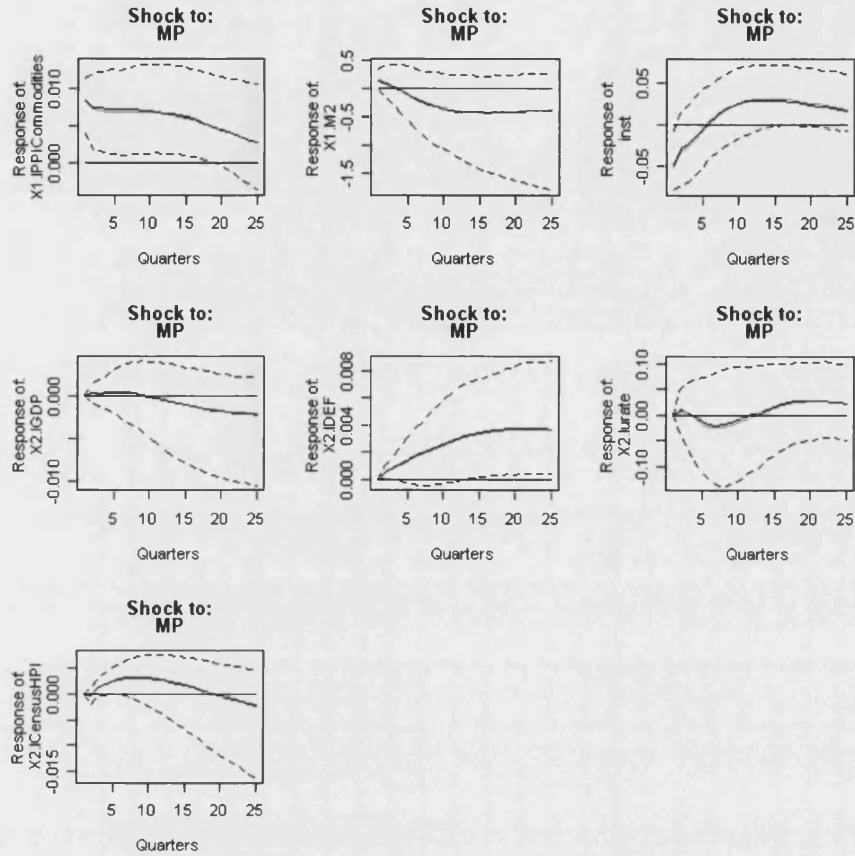 Shock to:
MP
Response of:
X1.lPPICommodities
0.000
0.010
5 10 15 20 25
Quarters
Shock to:
MP
Response of:
X1.M2
-1.5
-0.5
0.5
5 10 15 20 25
Quarters
Shock to:
MP
Response of:
inst
-0.05
0.05
5 10 15 20 25
Quarters
Shock to:
MP
Response of:
X2.lGDP
-0.010
0.000
5 10 15 20 25
Quarters
Shock to:
MP
Response of:
X2.lDEF
0.000
0.004
0.008
5 10 15 20 25
Quarters
Shock to:
MP
Response of:
X2.lurate
-0.10
0.00
0.10
5 10 15 20 25
Quarters
Shock to:
MP
Response of:
X2.lCensusHPI
-0.015
0.000
5 10 15 20 25
Quarters